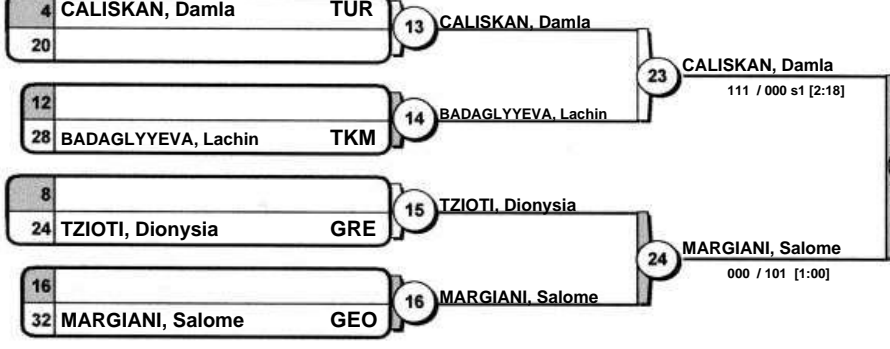 4 CALISKAN, Damla TUR
20
13 CALISKAN, Damla
12
28 BADAGLYYEVA, Lachin TKM
14 BADAGLYYEVA, Lachin
23 CALISKAN, Damla
111 / 000 s1 [2:18]
8
24 TZIOTI, Dionysia GRE
15 TZIOTI, Dionysia
16
32 MARGIANI, Salome GEO
16 MARGIANI, Salome
24 MARGIANI, Salome
000 / 101 [1:00]